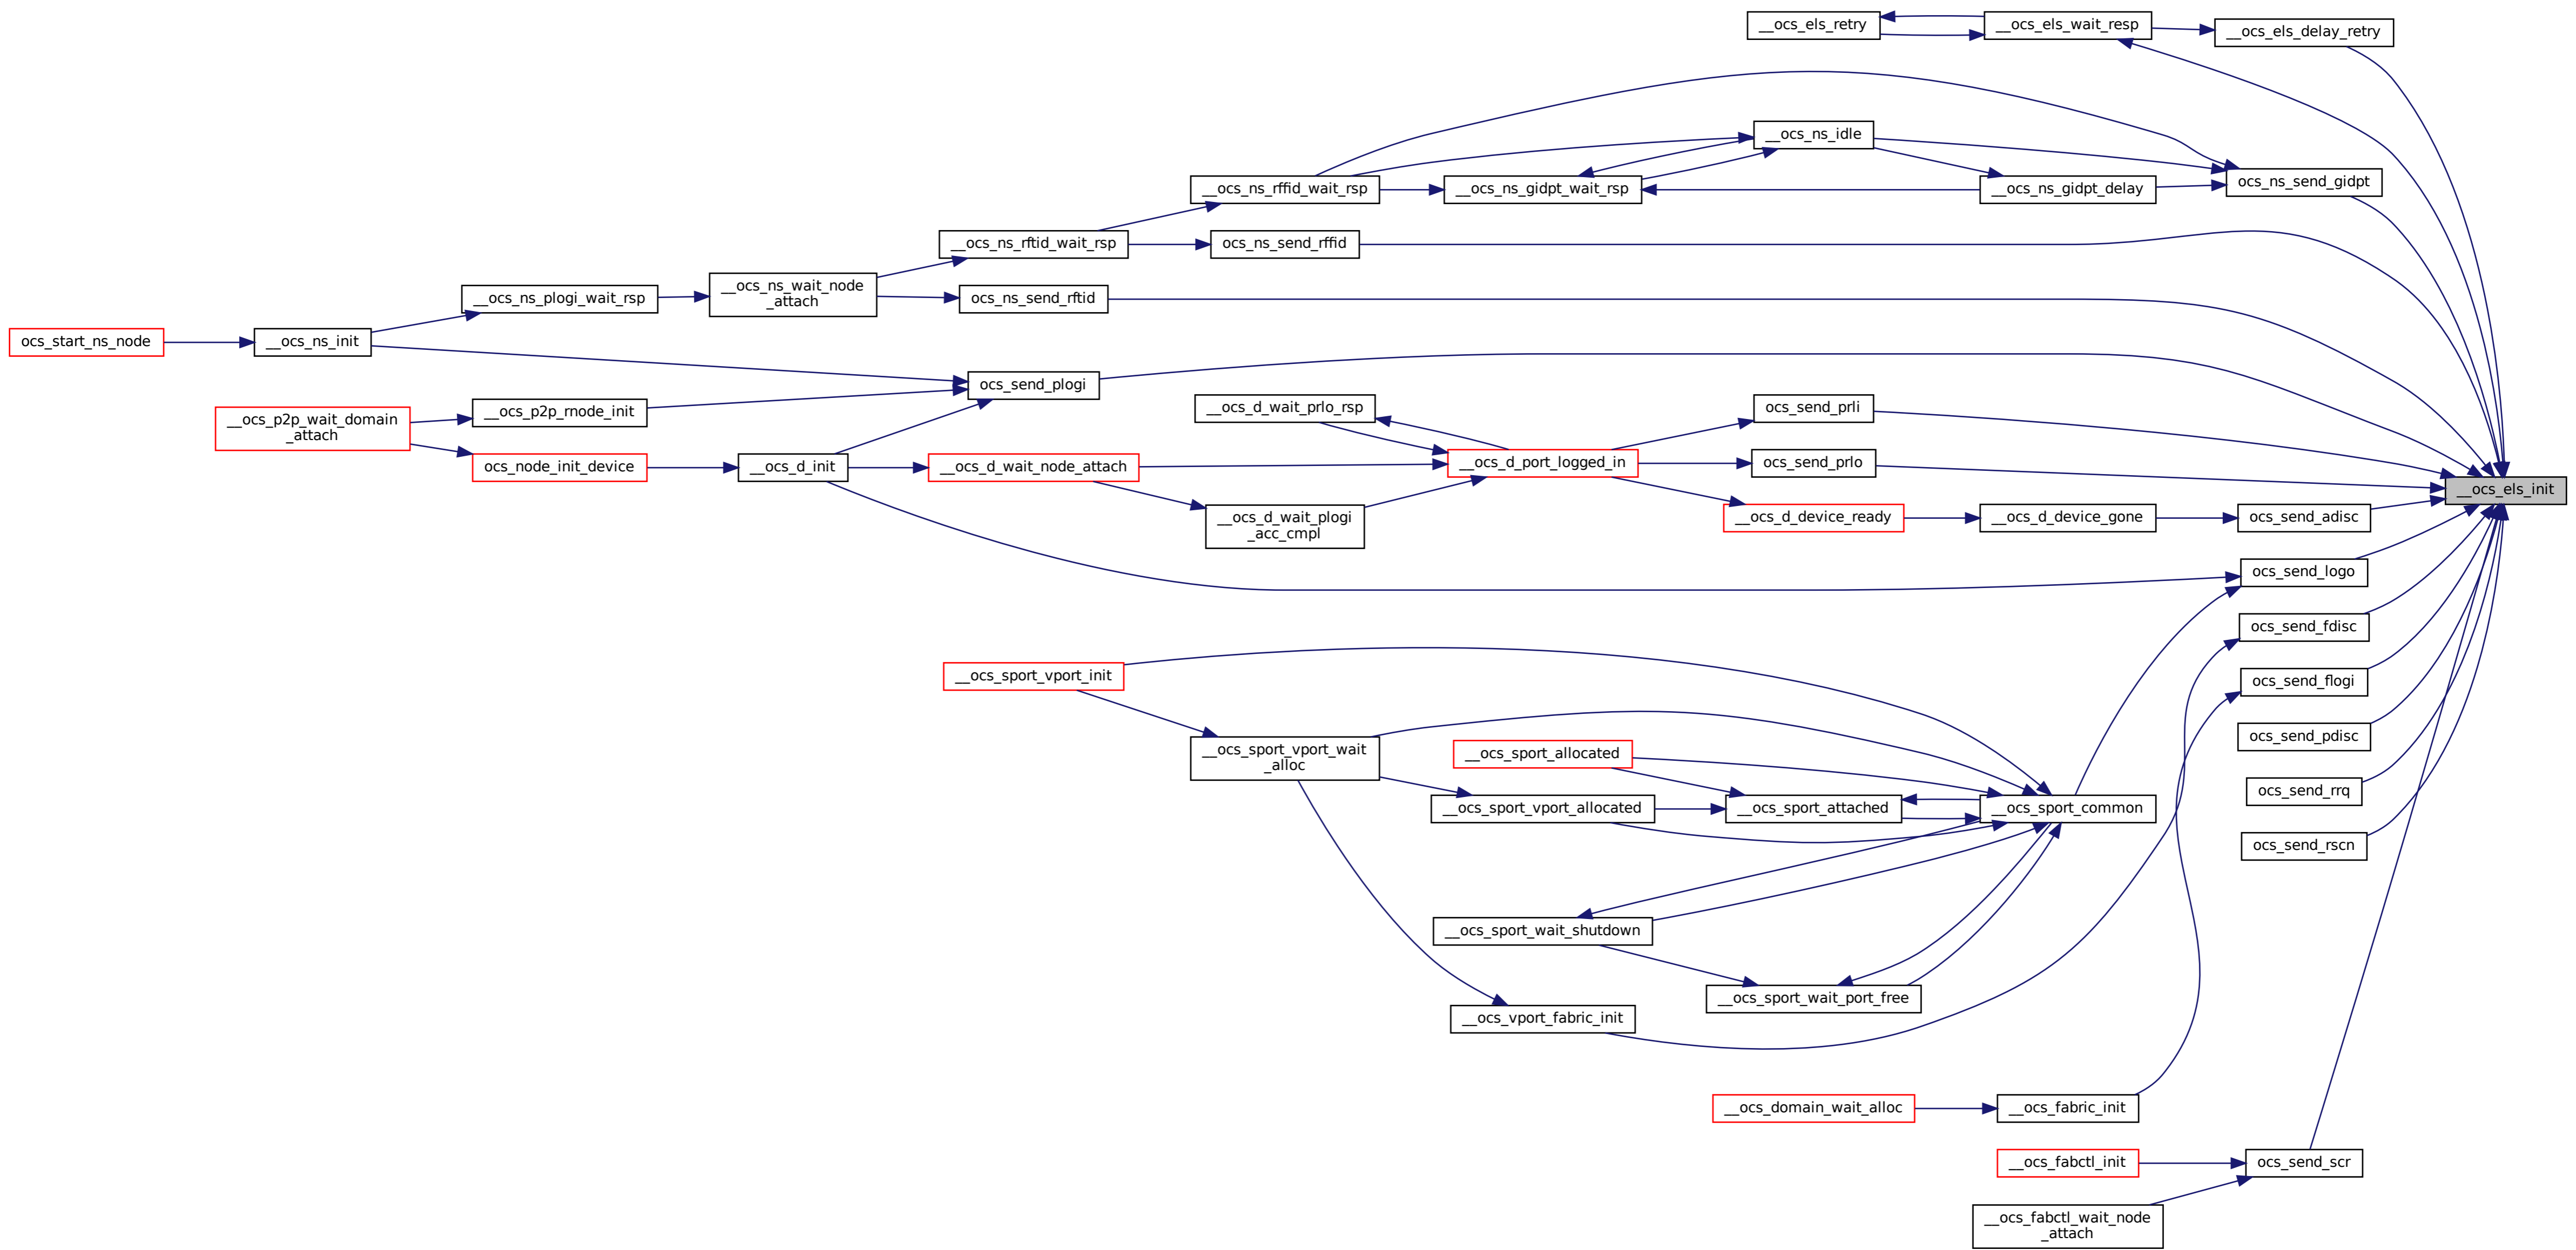 __ocs_els_retry
__ocs_els_wait_resp
__ocs_els_delay_retry
__ocs_ns_idle
__ocs_ns_rffid_wait_rsp
__ocs_ns_gidpt_wait_rsp
__ocs_ns_gidpt_delay
ocs_ns_send_gidpt
__ocs_ns_rftid_wait_rsp
ocs_ns_send_rffid
__ocs_ns_plogi_wait_rsp
__ocs_ns_wait_node
_attach
ocs_ns_send_rftid
ocs_start_ns_node
__ocs_ns_init
ocs_send_plogi
__ocs_p2p_wait_domain
_attach
__ocs_p2p_rnode_init
__ocs_d_wait_prlo_rsp
ocs_send_prli
ocs_node_init_device
__ocs_d_init
__ocs_d_wait_node_attach
__ocs_d_port_logged_in
ocs_send_prlo
__ocs_els_init
__ocs_d_wait_plogi
_acc_cmpl
__ocs_d_device_ready
__ocs_d_device_gone
ocs_send_adisc
ocs_send_logo
ocs_send_fdisc
__ocs_sport_vport_init
ocs_send_flogi
ocs_send_pdisc
__ocs_sport_vport_wait
_alloc
__ocs_sport_allocated
ocs_send_rrq
__ocs_sport_vport_allocated
__ocs_sport_attached
__ocs_sport_common
ocs_send_rscn
__ocs_sport_wait_shutdown
__ocs_sport_wait_port_free
__ocs_vport_fabric_init
__ocs_domain_wait_alloc
__ocs_fabric_init
__ocs_fabctl_init
ocs_send_scr
__ocs_fabctl_wait_node
_attach